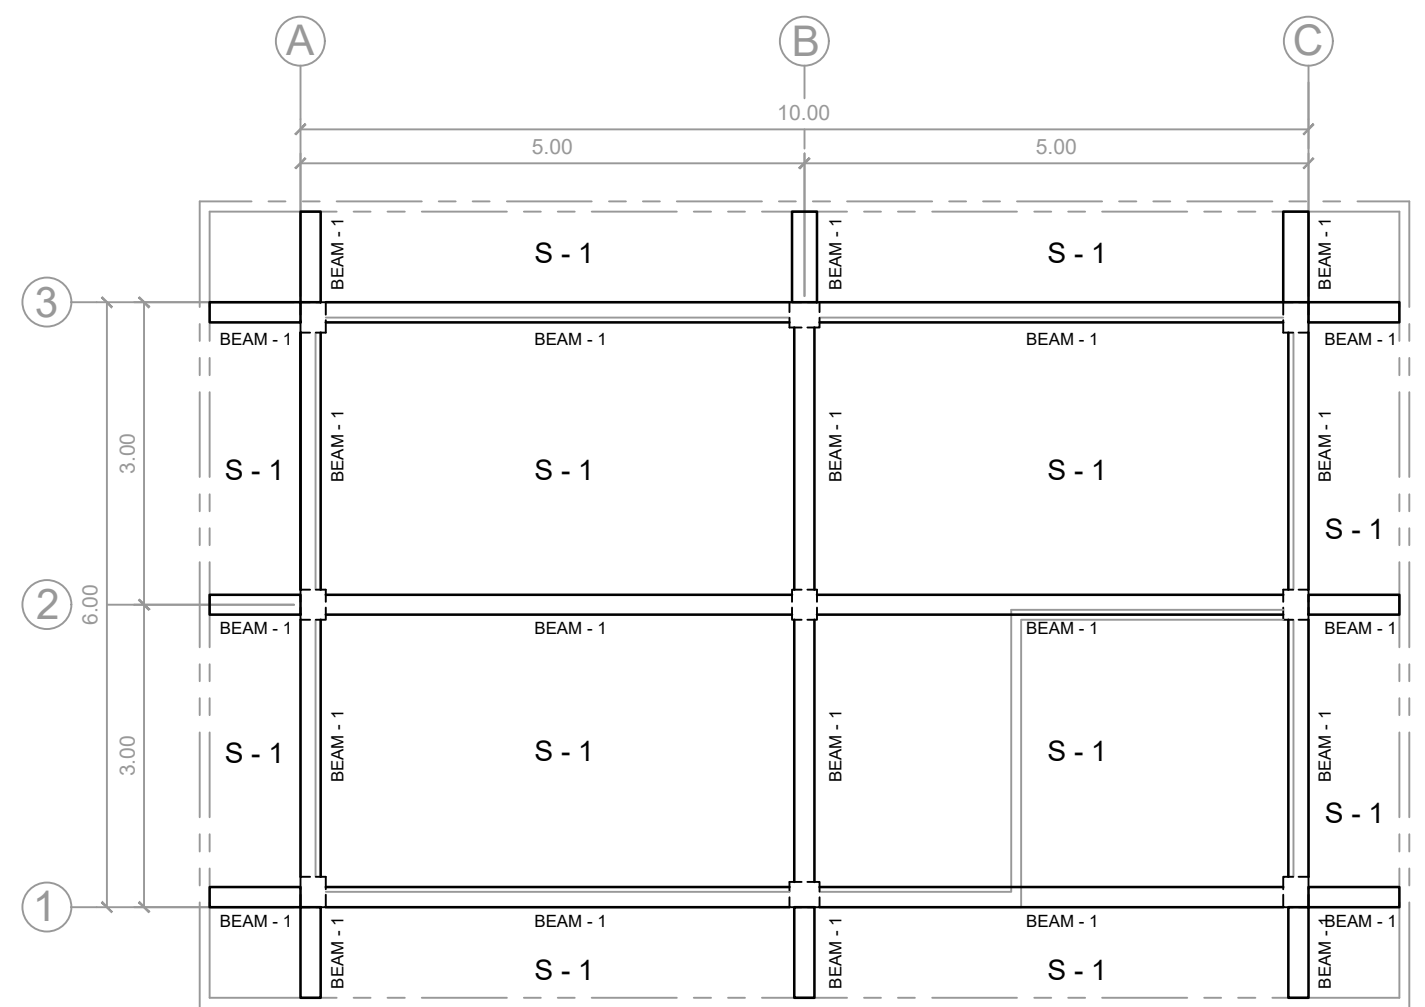 A B C
10.00
5.00 5.00
BEAM - 1 S - 1 BEAM - 1 S - 1 BEAM - 1
3
BEAM - 1 BEAM - 1 BEAM - 1 BEAM - 1
3.00 S - 1 BEAM - 1 S - 1 BEAM - 1 S - 1 BEAM - 1
S - 1
2 6.00
BEAM - 1 BEAM - 1 BEAM - 1 BEAM - 1
3.00 S - 1 BEAM - 1 S - 1 BEAM - 1 S - 1 BEAM - 1
S - 1
1
BEAM - 1 BEAM - 1 BEAM - 1 BEAM - 1
BEAM - 1 S - 1 BEAM - 1 S - 1 BEAM - 1